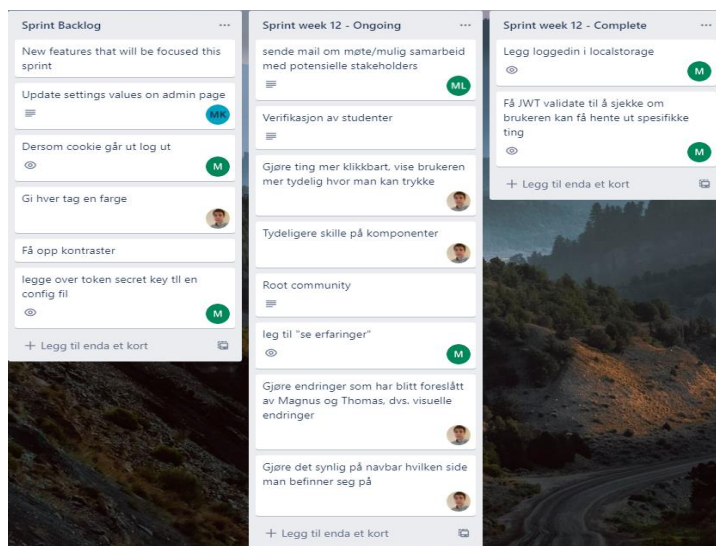 Sprint Backlog
New features that will be focused this
sprint
Update settings values on admin page
MK
Dersom cookie går ut log ut
M
Gi hver tag en farge
Få opp kontraster
legge over token secret key tll en
config fil
M
+ Legg til enda et kort
Sprint week 12 - Ongoing
sende mail om møte/mulig samarbeid
med potensielle stakeholders
ML
Verifikasjon av studenter
Gjøre ting mer klikkbart, vise brukeren
mer tydelig hvor man kan trykke
Tydeligere skille på komponenter
Root community
leg til "se erfaringer"
M
Gjøre endringer som har blitt foreslått
av Magnus og Thomas, dvs. visuelle
endringer
Gjøre det synlig på navbar hvilken side
man befinner seg på
+ Legg til enda et kort
Sprint week 12 - Complete
Legg loggedin i localstorage
M
Få JWT validate til å sjekke om
brukeren kan få hente ut spesifikke
ting
M
+ Legg til enda et kort